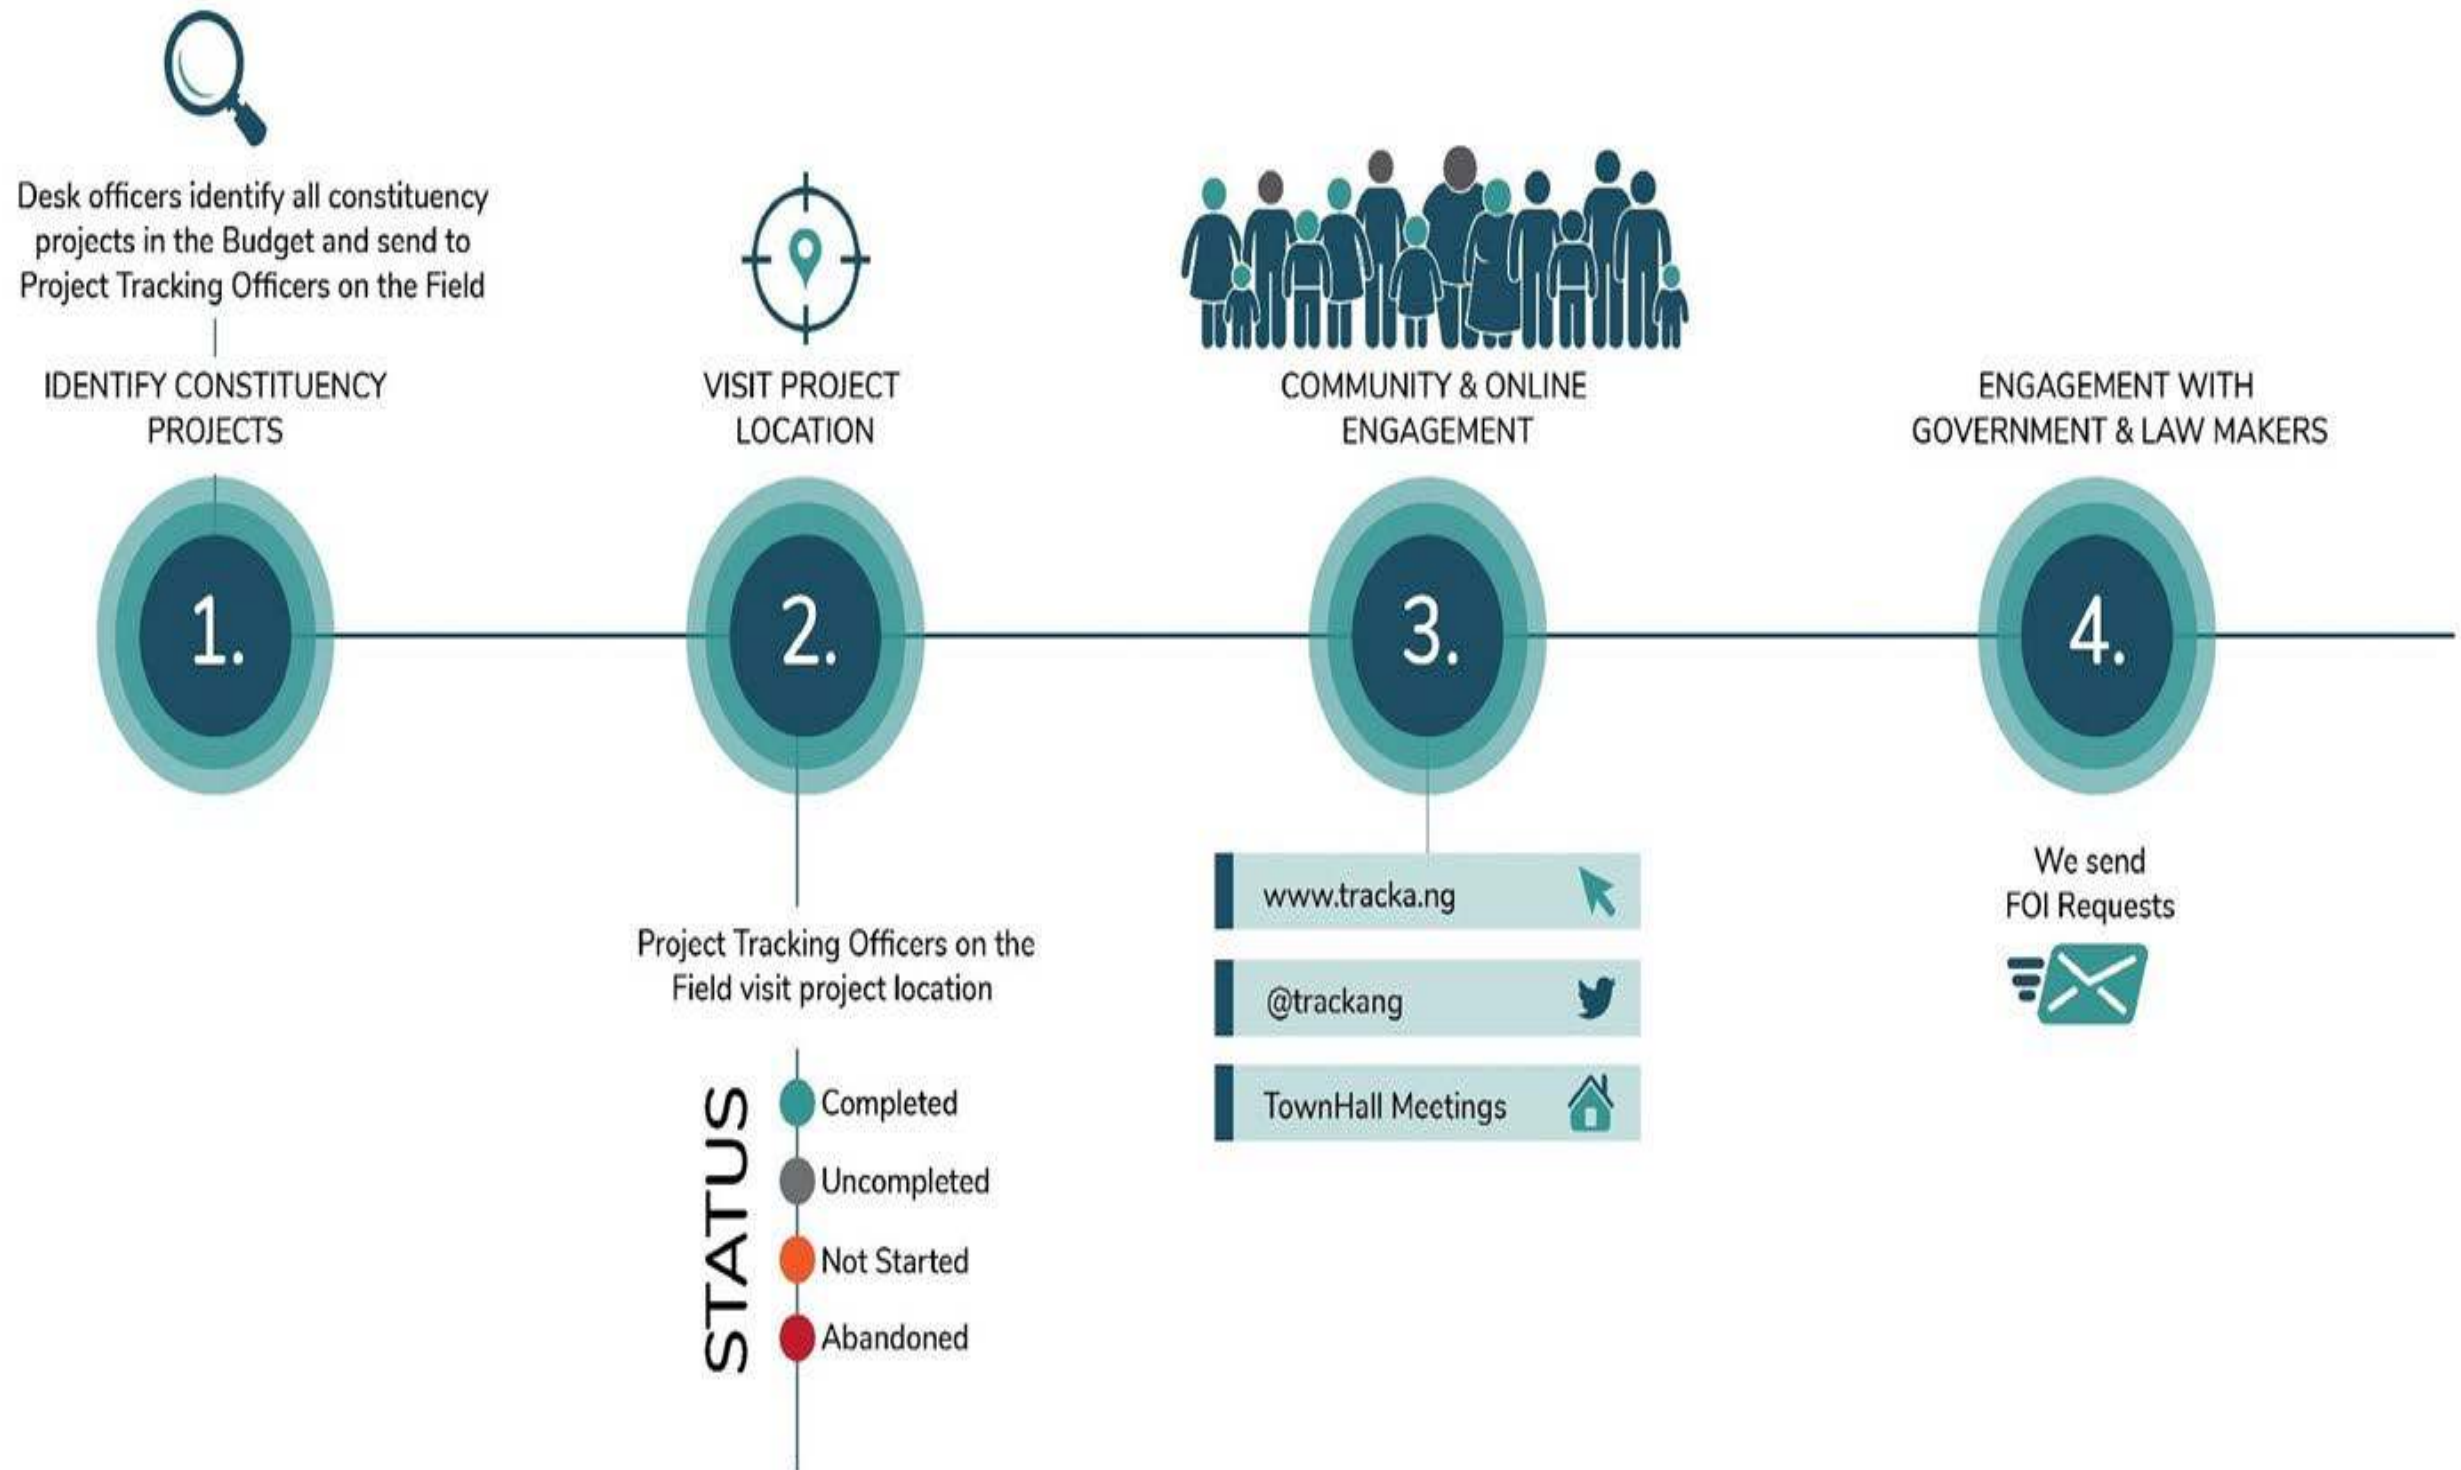 Desk officers identify all constituency
projects in the Budget and send to
Project Tracking Officers on the Field
IDENTIFY CONSTITUENCY
PROJECTS
1.
VISIT PROJECT
LOCATION
2.
Project Tracking Officers on the
Field visit project location
STATUS
Completed
Uncompleted
Not Started
Abandoned
COMMUNITY & ONLINE
ENGAGEMENT
3.
www.tracka.ng
@trackang
TownHall Meetings
ENGAGEMENT WITH
GOVERNMENT & LAW MAKERS
4.
We send
FOI Requests